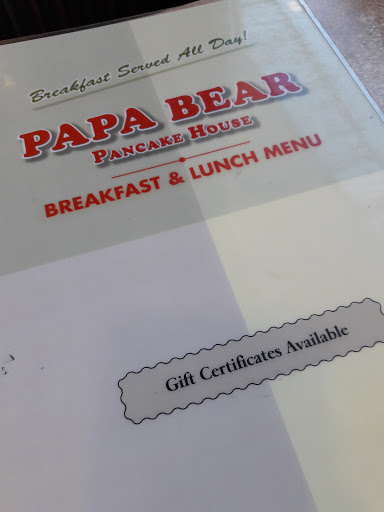 Breakfast Served All Day!
PAPA BEAR
PANCAKE HOUSE
BREAKFAST & LUNCH MENU
Gift Certificates Available